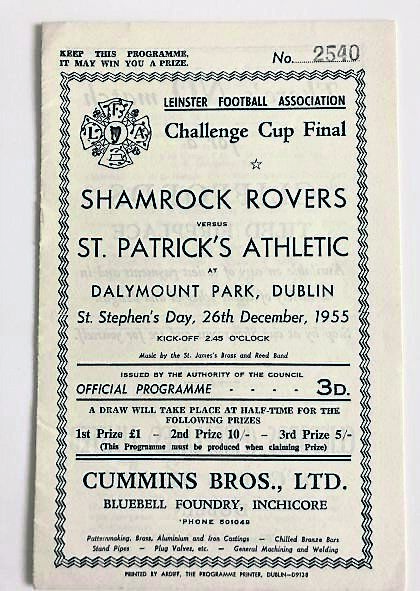 KEEP THIS PROGRAMME,
IT MAY WIN YOU A PRIZE.
No. 2540
LEINSTER FOOTBALL ASSOCIATION
L F A
Challenge Cup Final
SHAMROCK ROVERS
VERSUS
ST. PATRICK'S ATHLETIC
AT
DALYMOUNT PARK, DUBLIN
St. Stephen's Day, 26th December, 1955
KICK-OFF 2.45 O'CLOCK
Music by the St. James's Brass and Reed Band
ISSUED BY THE AUTHORITY OF THE COUNCIL
OFFICIAL PROGRAMME - - - - 3D.
A DRAW WILL TAKE PLACE AT HALF-TIME FOR THE
FOLLOWING PRIZES
1st Prize £1 — 2nd Prize 10/- — 3rd Prize 5/-
(This Programme must be produced when claiming Prize)
CUMMINS BROS., LTD.
BLUEBELL FOUNDRY, INCHICORE
'PHONE 501049
Patternmaking, Brass, Aluminium and Iron Castings – Chilled Bronze Bars
Stand Pipes – Plug Valves, etc. – General Machining and Welding
PRINTED BY ARDIFF, THE PROGRAMME PRINTER, DUBLIN—D9138